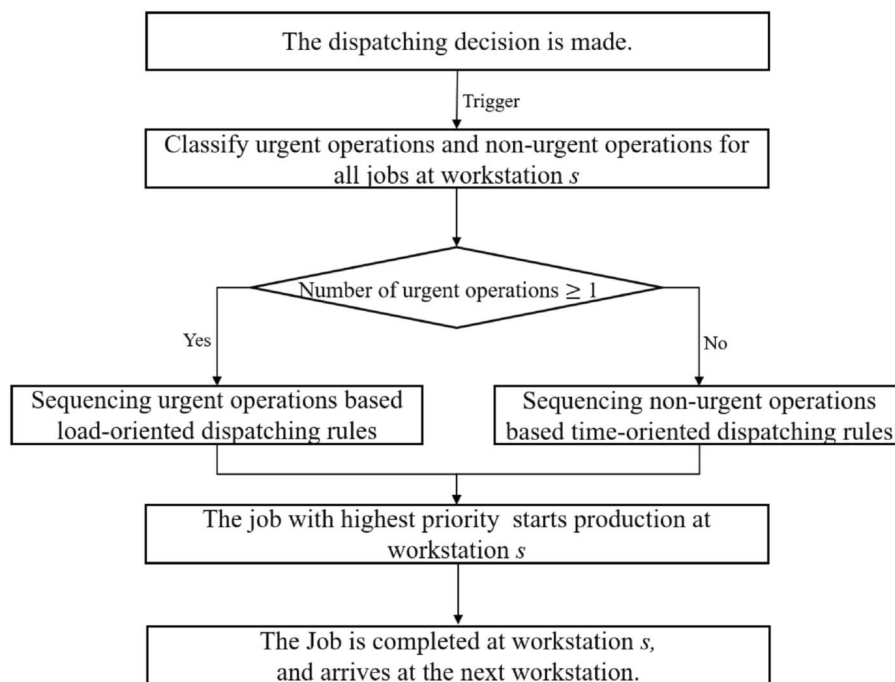 The dispatching decision is made.
Trigger
Classify urgent operations and non-urgent operations for
all jobs at workstation s
Number of urgent operations ≥ 1
Yes
No
Sequencing urgent operations based
load-oriented dispatching rules
Sequencing non-urgent operations
based time-oriented dispatching rules
The job with highest priority starts production at
workstation s
The Job is completed at workstation s,
and arrives at the next workstation.